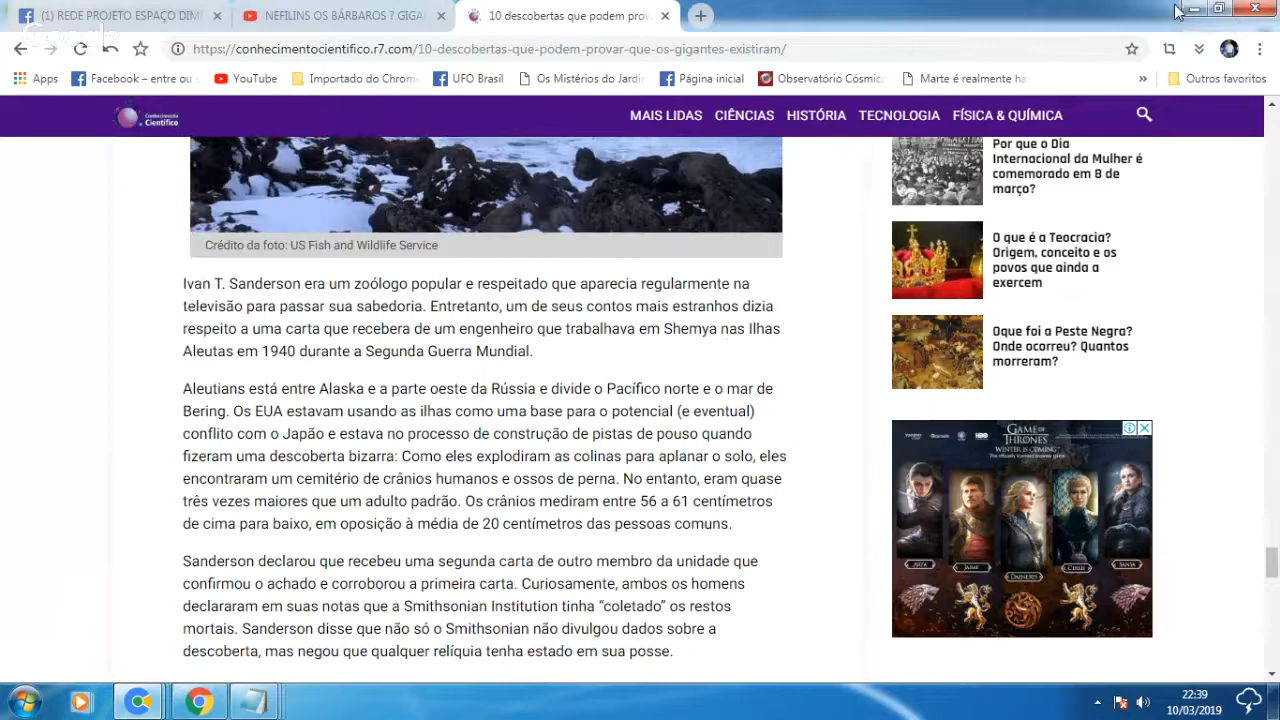 (1) REDE PROJETO ESPAÇO DIM
NEFILINS OS BÁRBAROS ? GIGA
10 descobertas que podem prov
https://conhecimentocientifico.r7.com/10-descobertas-que-podem-provar-que-os-gigantes-existiram/
Apps
Facebook – entre ou
YouTube
Importado do Chrom
UFO Brasil
Os Mistérios do Jardi
Página inicial
Observatório Cósmic
Marte é realmente ha
»
Outros favoritos
Conhecimento
Científico
MAIS LIDAS
CIÊNCIAS
HISTÓRIA
TECNOLOGIA
FÍSICA & QUÍMICA
Crédito da foto: US Fish and Wildlife Service
Ivan T. Sanderson era um zoólogo popular e respeitado que aparecia regularmente na
televisão para passar sua sabedoria. Entretanto, um de seus contos mais estranhos dizia
respeito a uma carta que recebera de um engenheiro que trabalhava em Shemya nas Ilhas
Aleutas em 1940 durante a Segunda Guerra Mundial.
Aleutians está entre Alaska e a parte oeste da Rússia e divide o Pacífico norte e o mar de
Bering. Os EUA estavam usando as ilhas como uma base para o potencial (e eventual)
conflito com o Japão e estava no processo de construção de pistas de pouso quando
fizeram uma descoberta bizarra: Como eles explodiram as colinas para aplanar o solo, eles
encontraram um cemitério de crânios humanos e ossos de perna. No entanto, eram quase
três vezes maiores que um adulto padrão. Os crânios mediram entre 56 a 61 centímetros
de cima para baixo, em oposição à média de 20 centímetros das pessoas comuns.
Sanderson declarou que recebeu uma segunda carta de outro membro da unidade que
confirmou o achado e corroborou a primeira carta. Curiosamente, ambos os homens
declararam em suas notas que a Smithsonian Institution tinha “coletado” os restos
mortais. Sanderson disse que não só o Smithsonian não divulgou dados sobre a
descoberta, mas negou que qualquer relíquia tenha estado em sua posse.
Por que o Dia
Internacional da Mulher é
comemorado em 8 de
março?
O que é a Teocracia?
Origem, conceito e os
povos que ainda a
exercem
Oque foi a Peste Negra?
Onde ocorreu? Quantos
morreram?
HBO
GAME OF
THRONES
WINTER IS COMING
ARYA
JAIME
DAENERYS
CERSEI
SANSA
22:39
10/03/2019